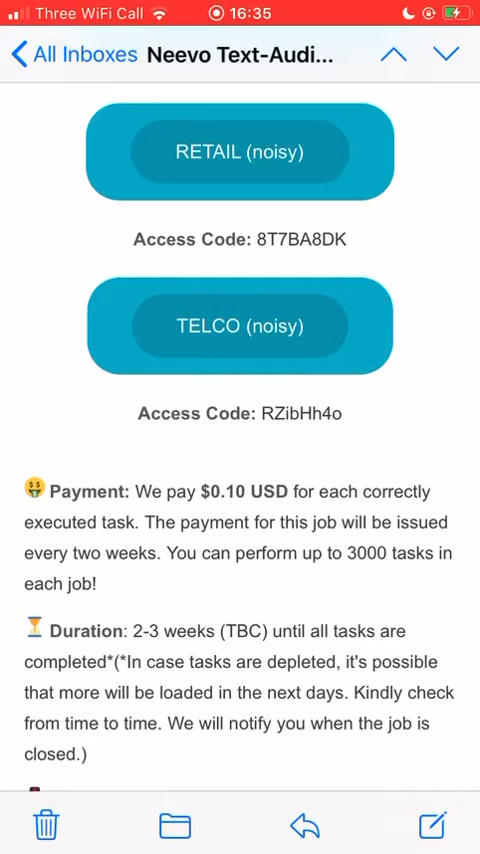 Three WiFi Call 16:35
All Inboxes Neevo Text-Audi...
RETAIL (noisy)
Access Code: 8T7BA8DK
TELCO (noisy)
Access Code: RZibHh4o
Payment: We pay $0.10 USD for each correctly
executed task. The payment for this job will be issued
every two weeks. You can perform up to 3000 tasks in
each job!
Duration: 2-3 weeks (TBC) until all tasks are
completed*(*In case tasks are depleted, it's possible
that more will be loaded in the next days. Kindly check
from time to time. We will notify you when the job is
closed.)